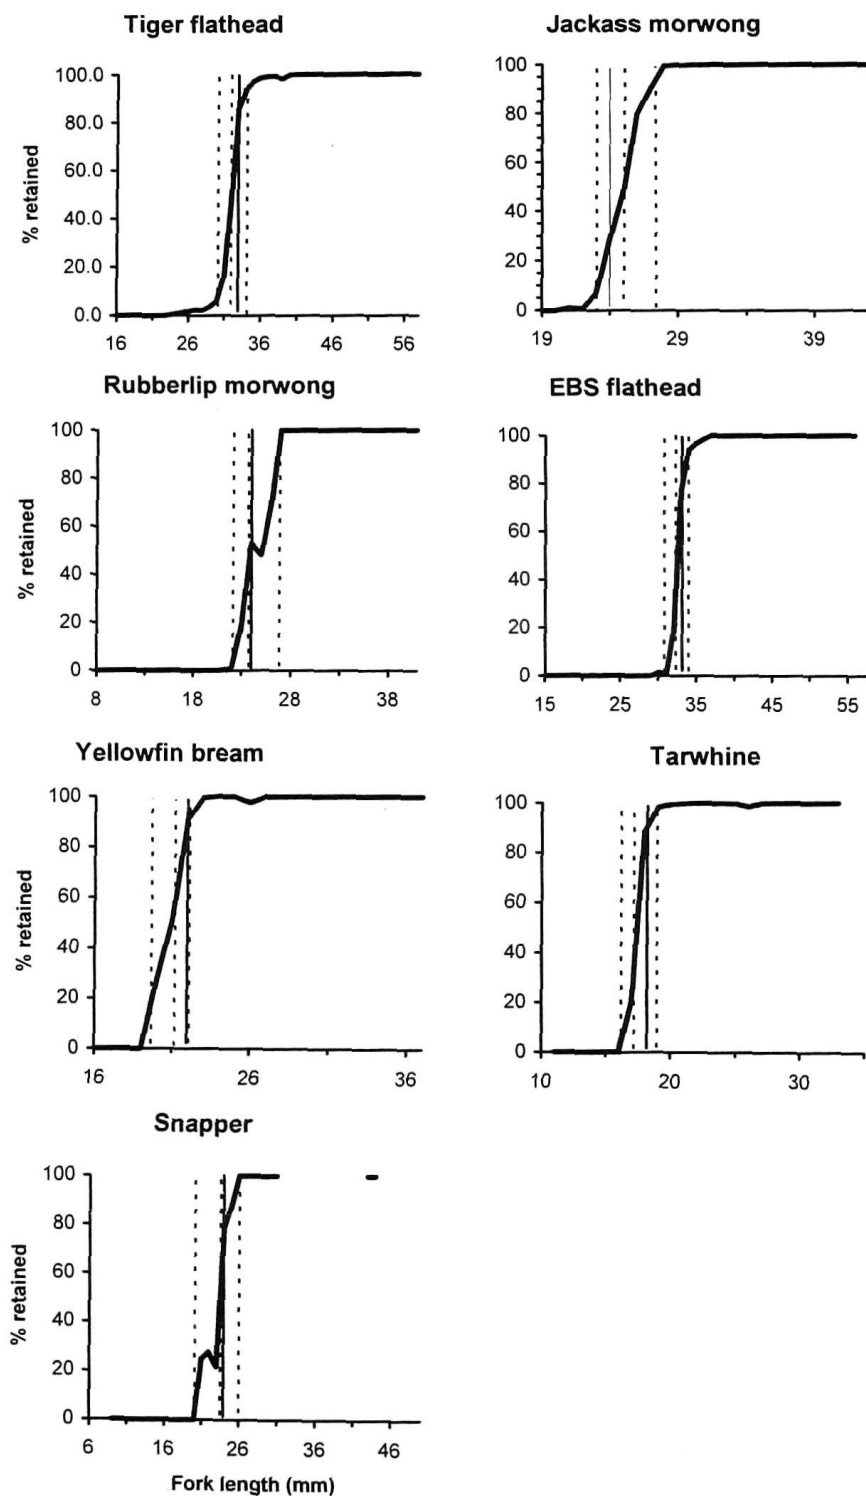 Tiger flathead
% retained
100.0
80.0
60.0
40.0
20.0
0.0
16 26 36 46 56
Jackass morwong
% retained
100
80
60
40
20
0
19 29 39
Rubberlip morwong
% retained
100
80
60
40
20
0
8 18 28 38
EBS flathead
100
80
60
40
20
0
15 25 35 45 55
Yellowfin bream
% retained
100
80
60
40
20
0
16 26 36
Tarwhine
100
80
60
40
20
0
10 20 30
Snapper
% retained
100
80
60
40
20
0
6 16 26 36 46
Fork length (mm)